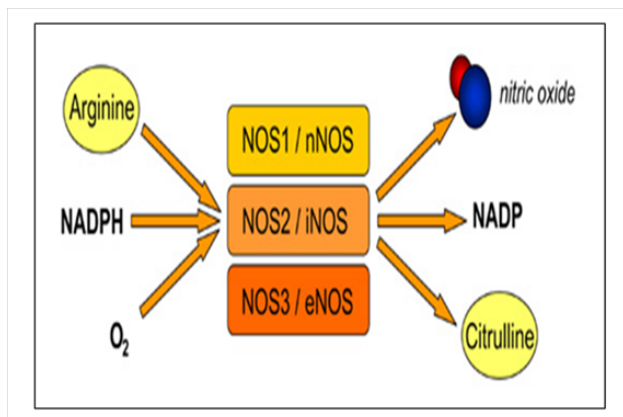 Arginine
NADPH
O₂
NOS1 / nNOS
NOS2 / iNOS
NOS3 / eNOS
nitric oxide
NADP
Citrulline